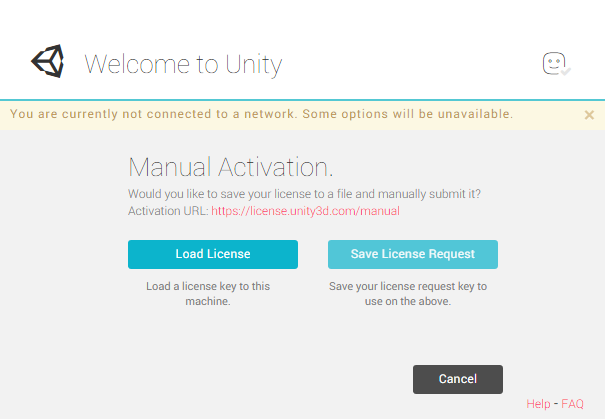 Welcome to Unity
You are currently not connected to a network. Some options will be unavailable.
×
Manual Activation.
Would you like to save your license to a file and manually submit it?
Activation URL: https://license.unity3d.com/manual
Load License
Save License Request
Load a license key to this
machine.
Save your license request key to
use on the above.
Cancel
Help - FAQ